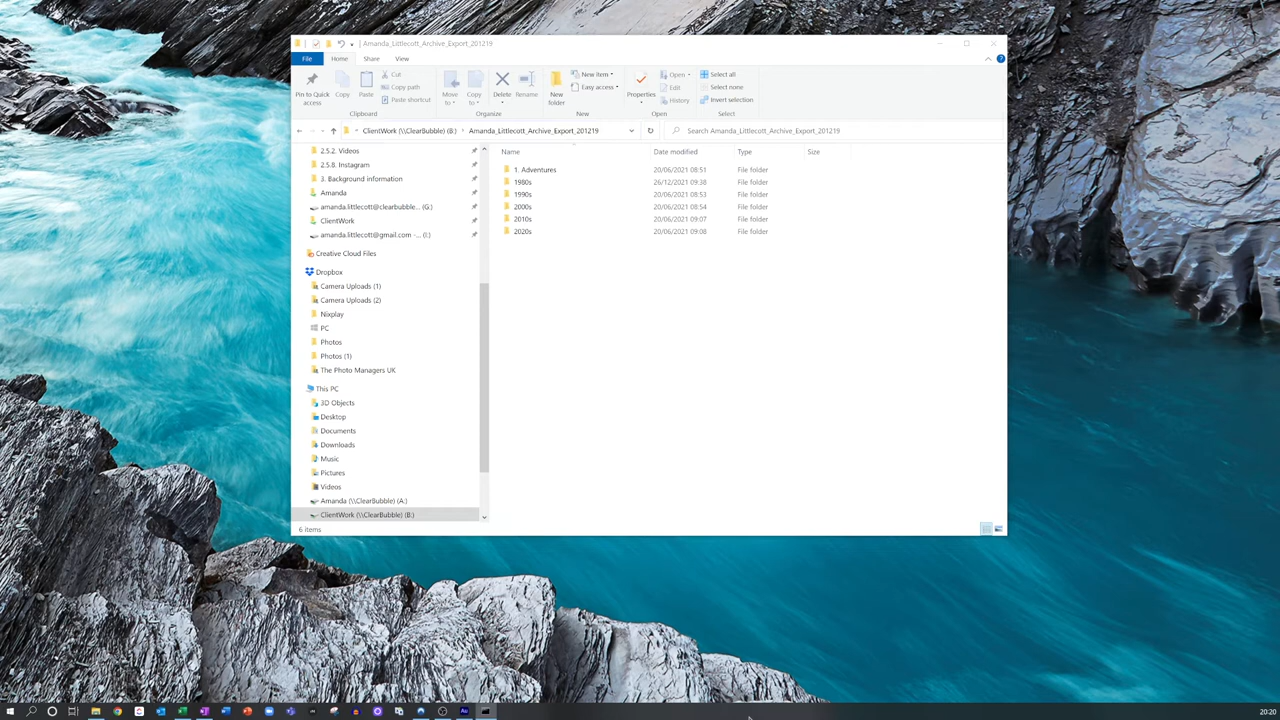 Amanda_Littlecott_Archive_Export_201219
File Home Share View
Pin to Quick access
Copy
Paste
Cut
Copy path
Paste shortcut
Clipboard
Move to
Copy to
Delete
Rename
Organize
New folder
New item
Easy access
New
Properties
Open
Edit
History
Open
Select all
Select none
Invert selection
Select
ClientWork (\\ClearBubble) (B:) > Amanda_Littlecott_Archive_Export_201219
Search Amanda_Littlecott_Archive_Export_201219
2.5.2. Videos
2.5.8. Instagram
3. Background information
Amanda
amanda.littlecott@clearbubble... (G:)
ClientWork
amanda.littlecott@gmail.com -... (I:)
Creative Cloud Files
Dropbox
Camera Uploads (1)
Camera Uploads (2)
Nixplay
PC
Photos
Photos (1)
The Photo Managers UK
This PC
3D Objects
Desktop
Documents
Downloads
Music
Pictures
Videos
Amanda (\\ClearBubble) (A:)
ClientWork (\\ClearBubble) (B:)
Name Date modified Type Size
1. Adventures 20/06/2021 08:51 File folder
1980s 26/12/2021 09:38 File folder
1990s 20/06/2021 08:53 File folder
2000s 20/06/2021 08:54 File folder
2010s 20/06/2021 09:07 File folder
2020s 20/06/2021 09:08 File folder
6 items
20:20